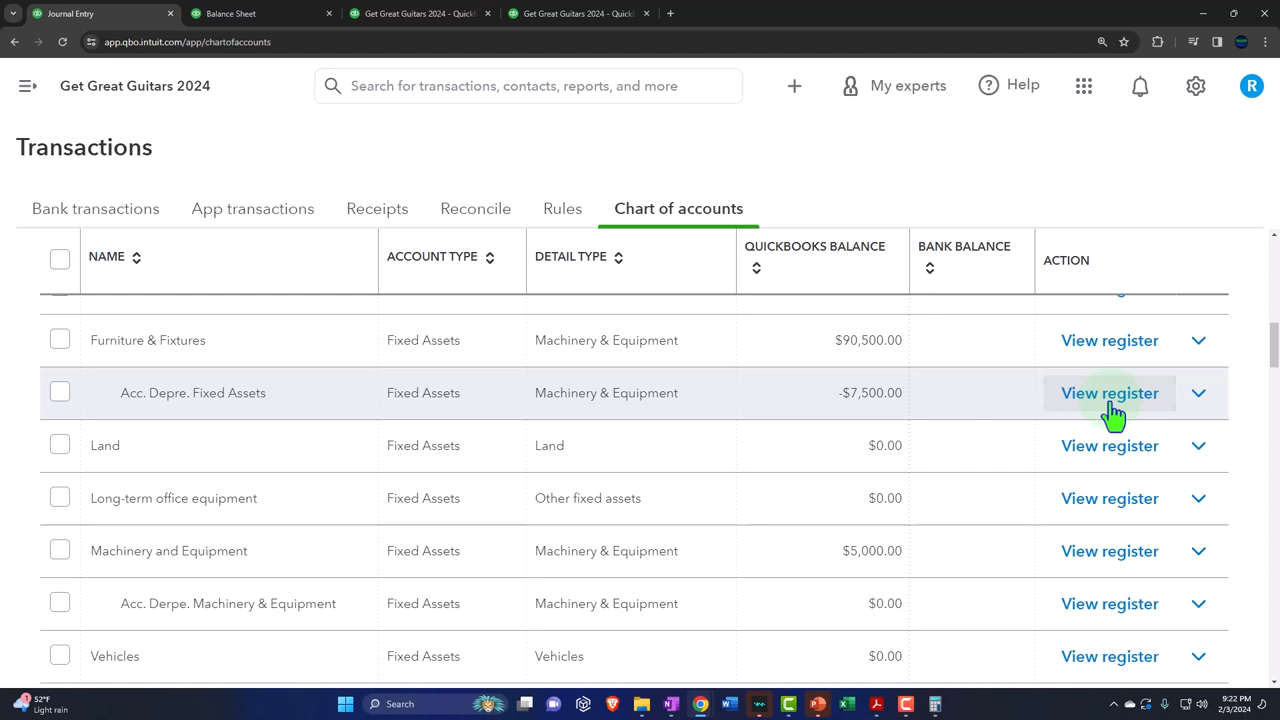 Journal Entry
Balance Sheet
Get Great Guitars 2024 - QuickB
Get Great Guitars 2024 - QuickB
app.qbo.intuit.com/app/chartofaccounts
Get Great Guitars 2024
Search for transactions, contacts, reports, and more
My experts
Help
R
Transactions
Bank transactions
App transactions
Receipts
Reconcile
Rules
Chart of accounts
NAME
ACCOUNT TYPE
DETAIL TYPE
QUICKBOOKS BALANCE
BANK BALANCE
ACTION
Furniture & Fixtures Fixed Assets Machinery & Equipment $90,500.00 View register
Acc. Depre. Fixed Assets Fixed Assets Machinery & Equipment -$7,500.00 View register
Land Fixed Assets Land $0.00 View register
Long-term office equipment Fixed Assets Other fixed assets $0.00 View register
Machinery and Equipment Fixed Assets Machinery & Equipment $5,000.00 View register
Acc. Derpe. Machinery & Equipment Fixed Assets Machinery & Equipment $0.00 View register
Vehicles Fixed Assets Vehicles $0.00 View register
1
52°F
Light rain
Search
9:22 PM
2/3/2024